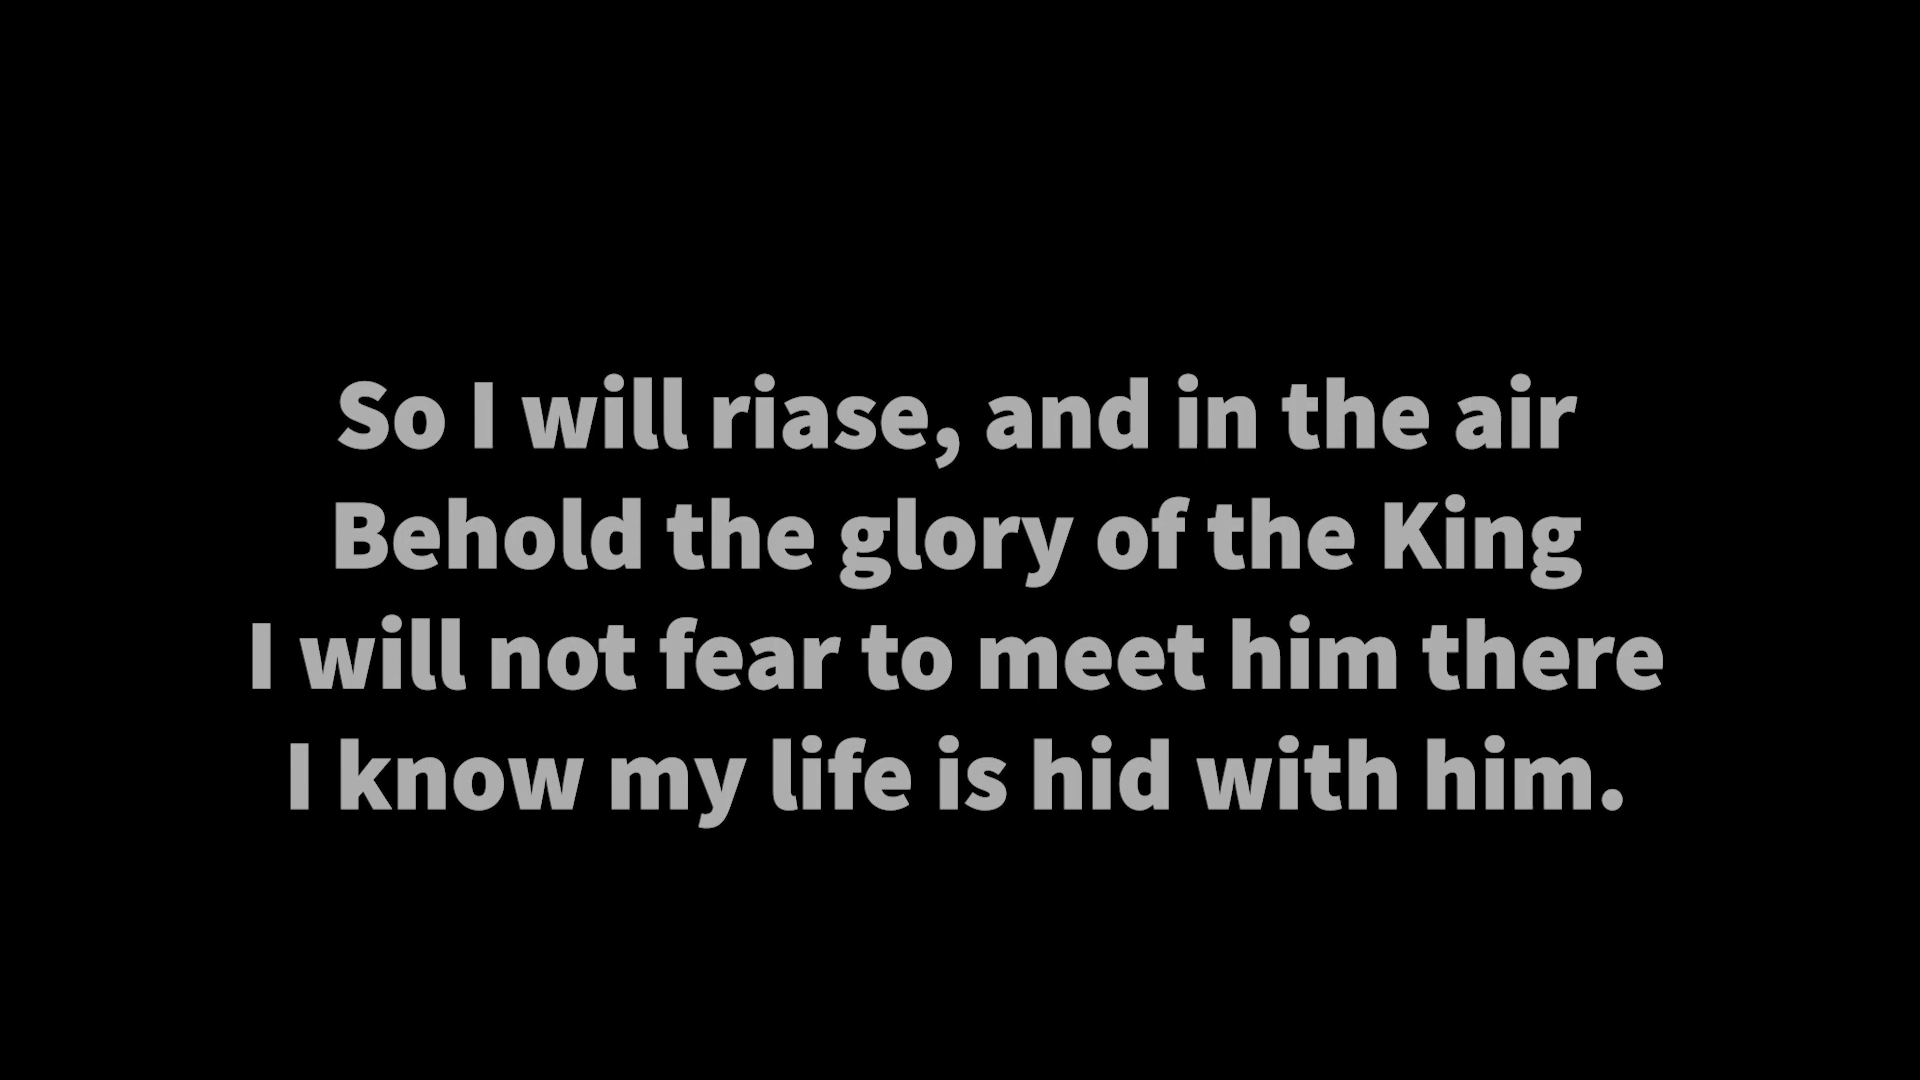 So I will riase, and in the air
Behold the glory of the King
I will not fear to meet him there
I know my life is hid with him.